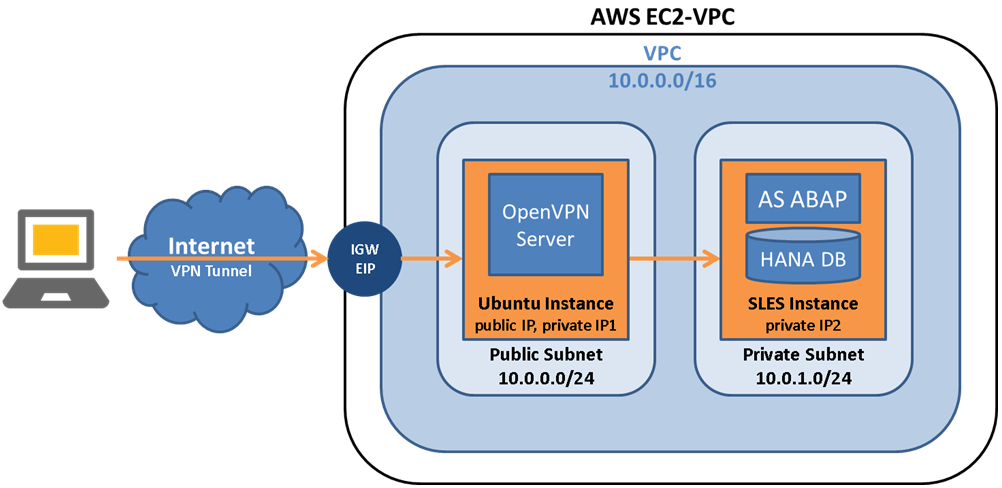 AWS EC2-VPC
VPC
10.0.0.0/16
Internet
VPN Tunnel
IGW
EIP
OpenVPN
Server
Ubuntu Instance
public IP, private IP1
Public Subnet
10.0.0.0/24
AS ABAP
HANA DB
SLES Instance
private IP2
Private Subnet
10.0.1.0/24